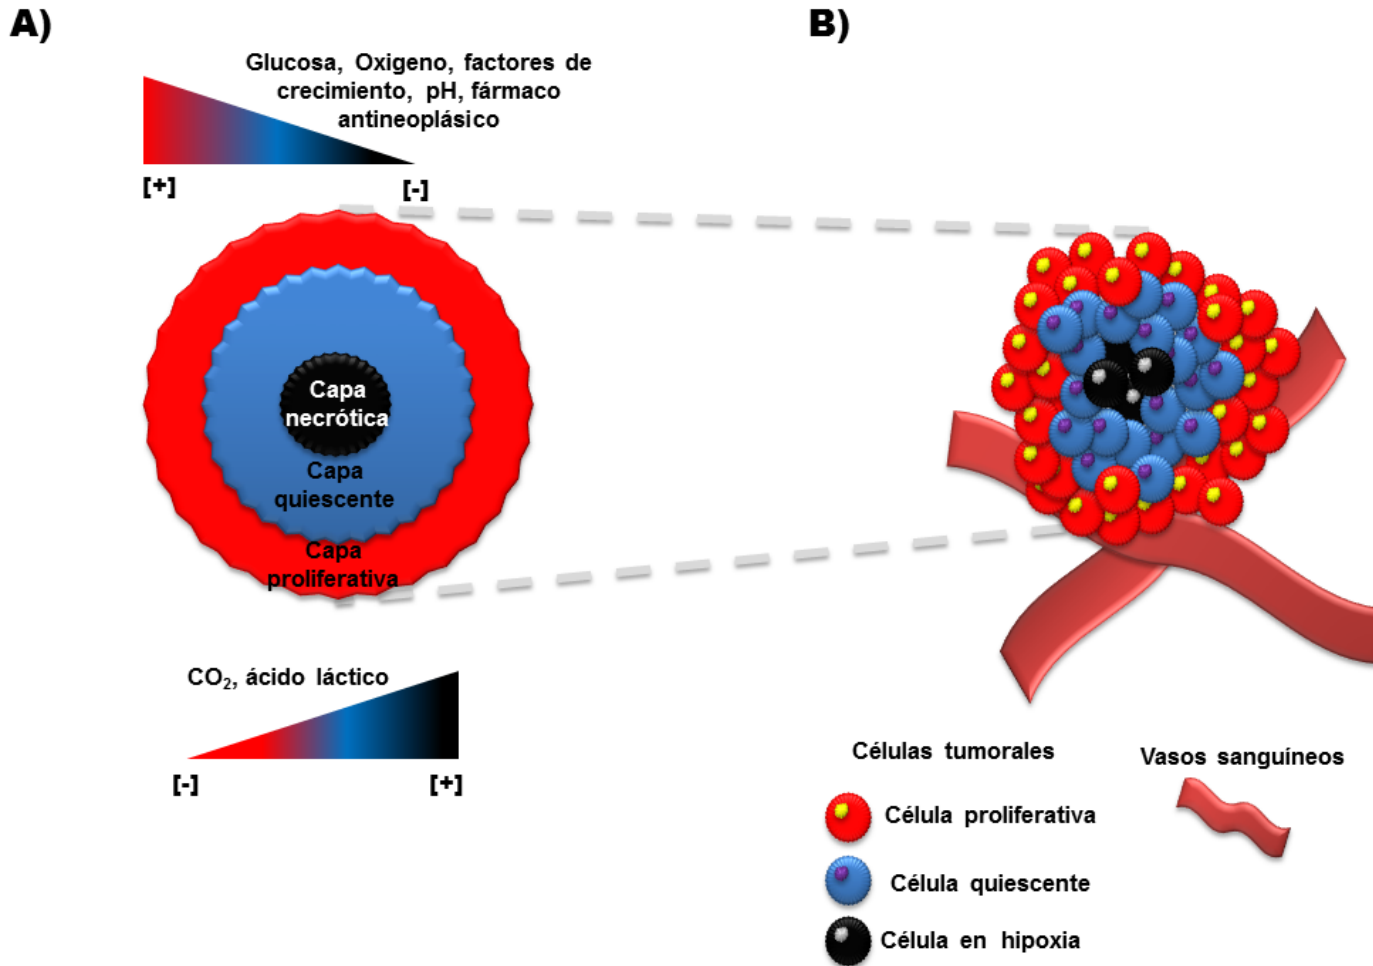 A)
Glucosa, Oxigeno, factores de
crecimiento, pH, fármaco
antineoplásico
[+]
[-]
Capa
necrótica
Capa
quiescente
Capa
proliferativa
CO₂, ácido láctico
[-]
[+]
B)
Células tumorales
Célula proliferativa
Célula quiescente
Célula en hipoxia
Vasos sanguíneos